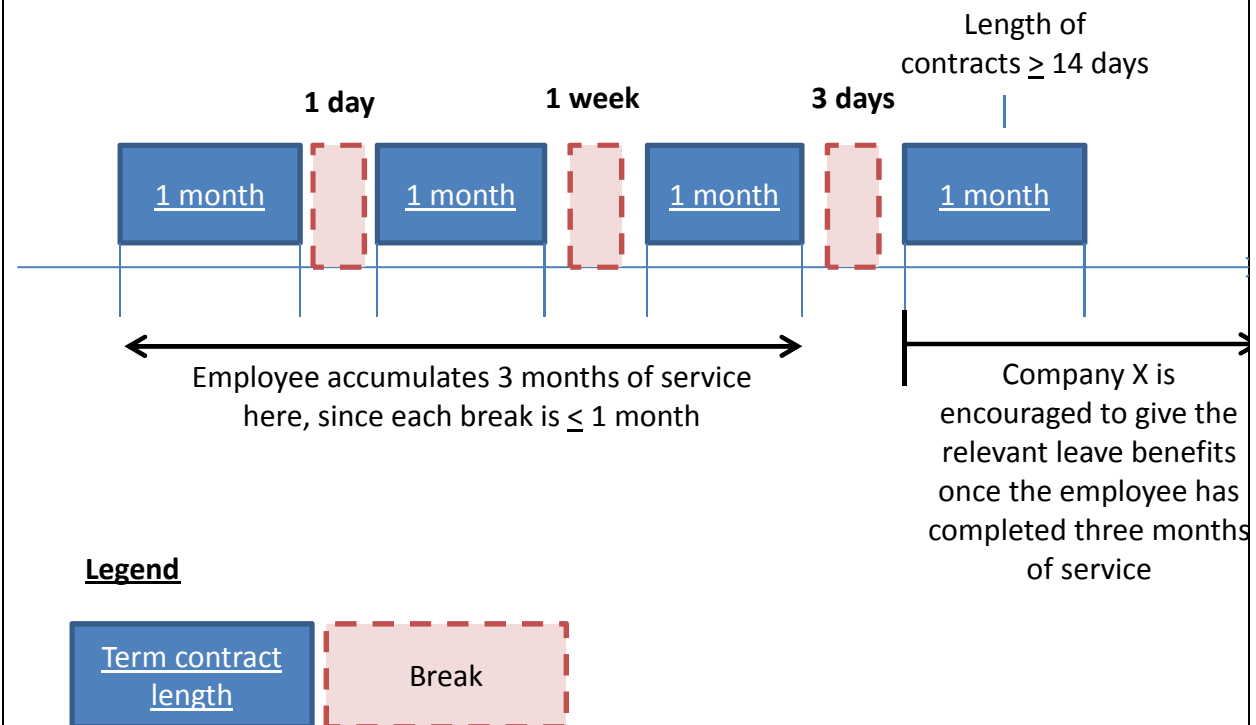 Length of
contracts > 14 days
1 day
1 week
3 days
1 month
1 month
1 month
1 month
Employee accumulates 3 months of service
here, since each break is < 1 month
Company X is
encouraged to give the
relevant leave benefits
once the employee has
completed three months
of service
Legend
Term contract
length
Break